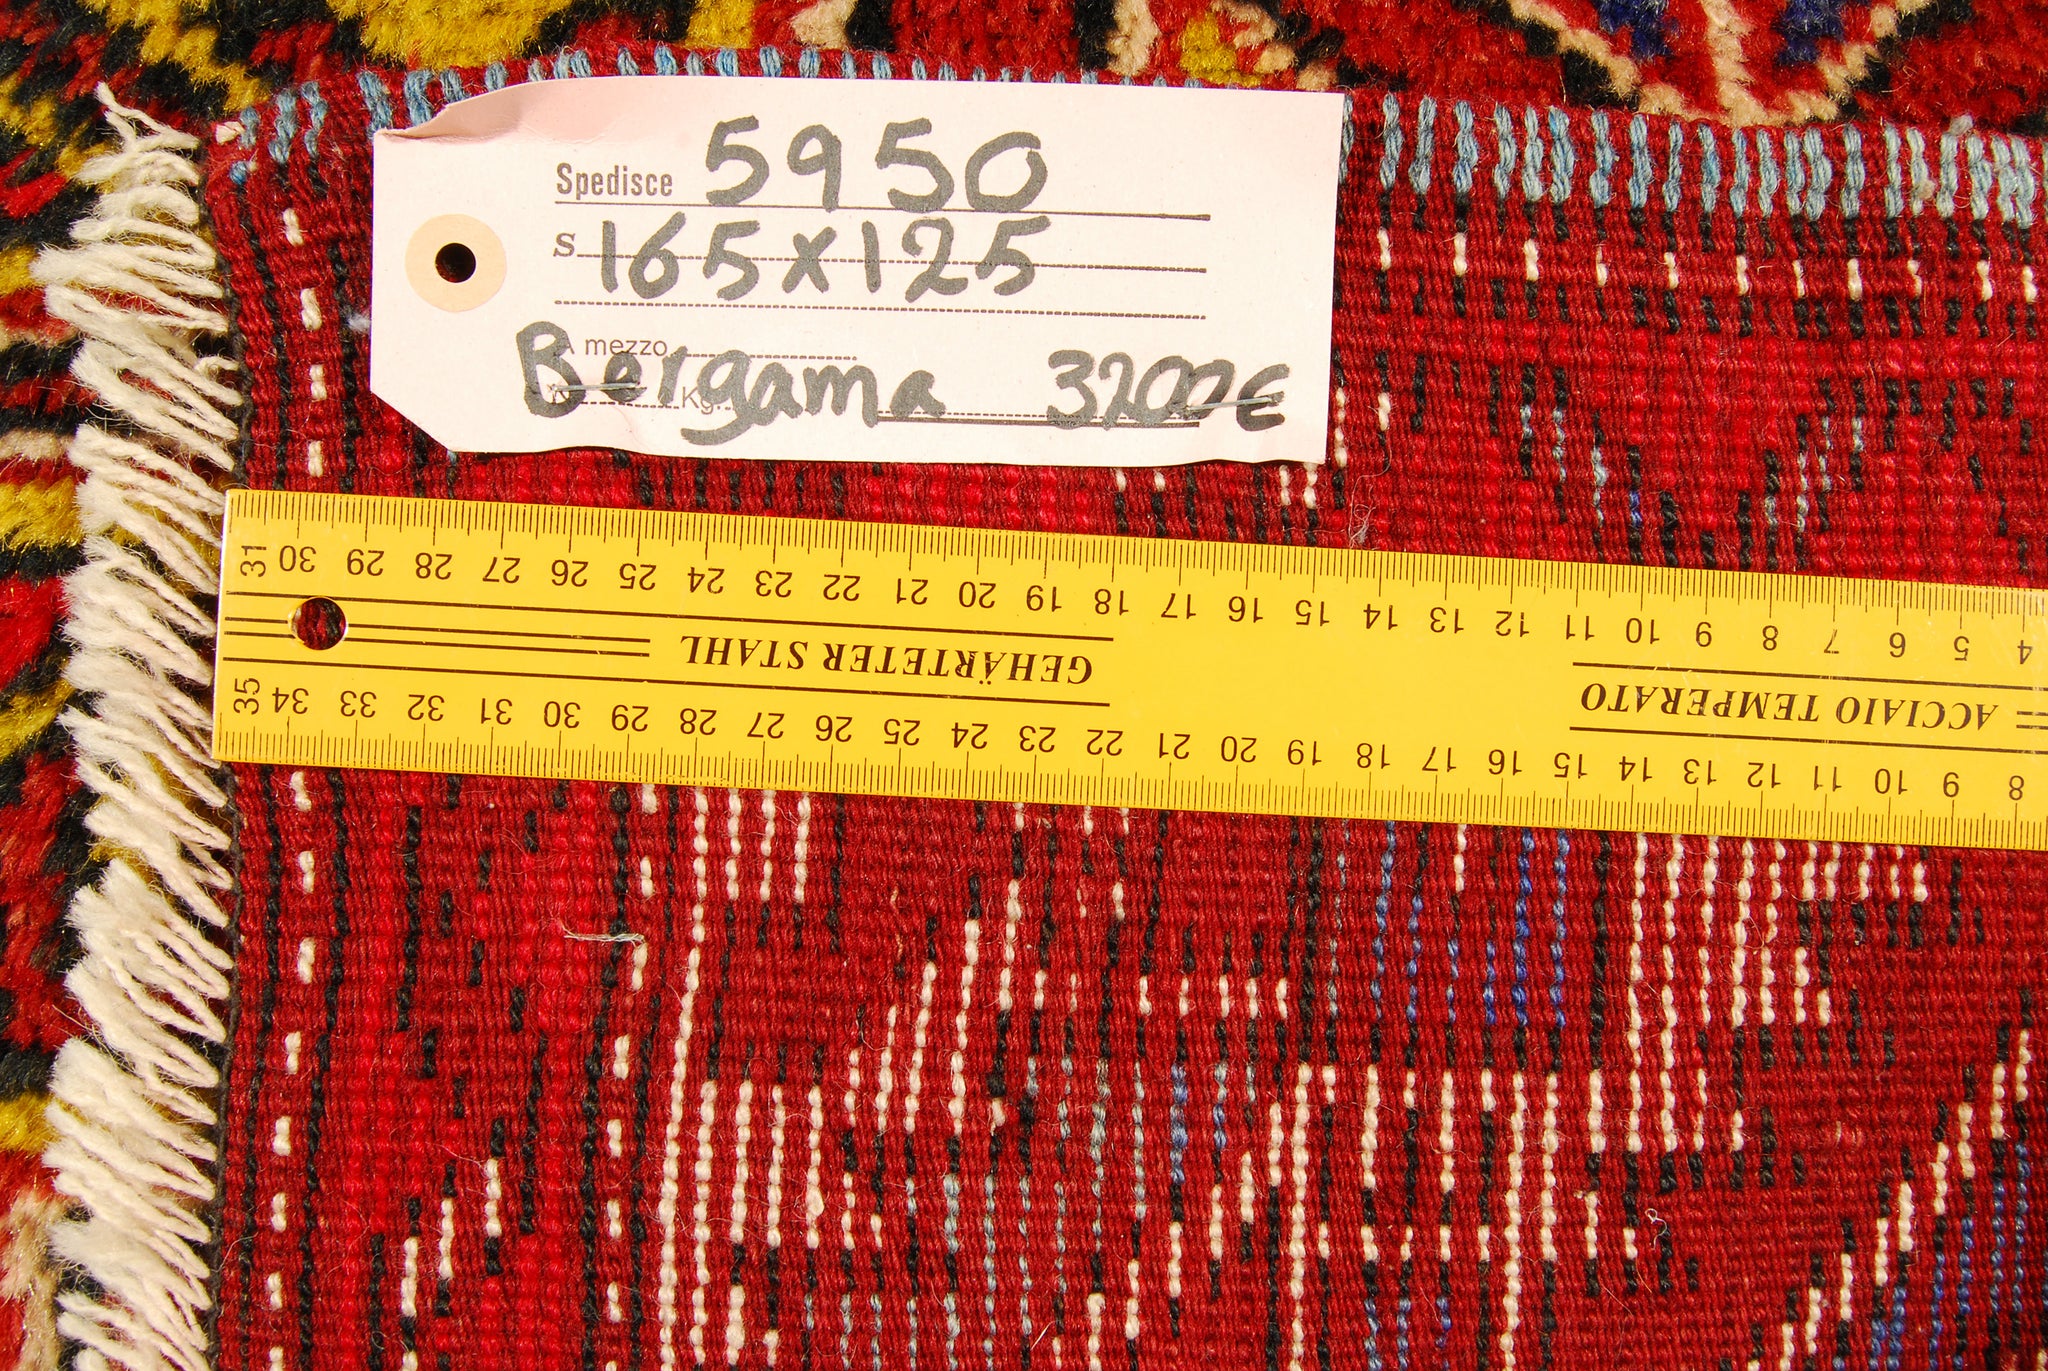 Spedisce 5950
S 165x125
A mezzo
Kg.
Bergama 3200€
31 30 29 28 27 26 25 24 23 22 21 20 19 18 17 16 15 14 13 12 11 10 9 8 7 6 5 4
GEHÄRTETER STAHL
ACCIAIO TEMPERATO
35 34 33 32 31 30 29 28 27 26 25 24 23 22 21 20 19 18 17 16 15 14 13 12 11 10 9 8